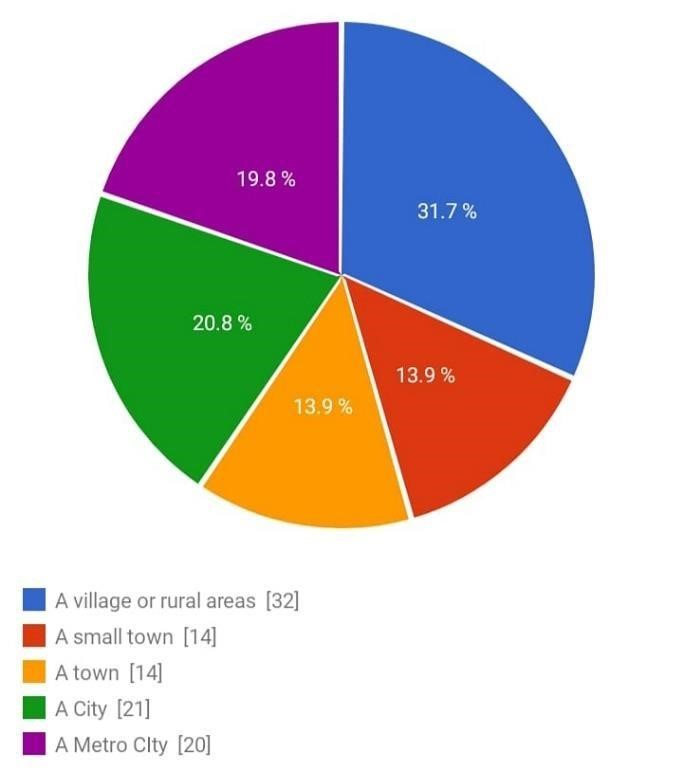 19.8 %
31.7 %
20.8 %
13.9 %
13.9 %
A village or rural areas [32]
A small town [14]
A town [14]
A City [21]
A Metro CIty [20]